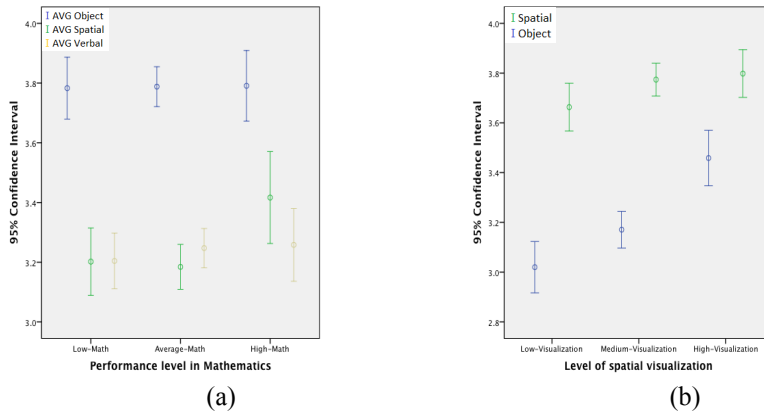 AVG Object
AVG Spatial
AVG Verbal
95% Confidence Interval
4.0
3.8
3.6
3.4
3.2
3.0
Low-Math Average-Math High-Math
Performance level in Mathematics
(a)
Spatial
Object
95% Confidence Interval
4.0
3.8
3.6
3.4
3.2
3.0
2.8
Low-Visualization Medium-Visualization High-Visualization
Level of spatial visualization
(b)